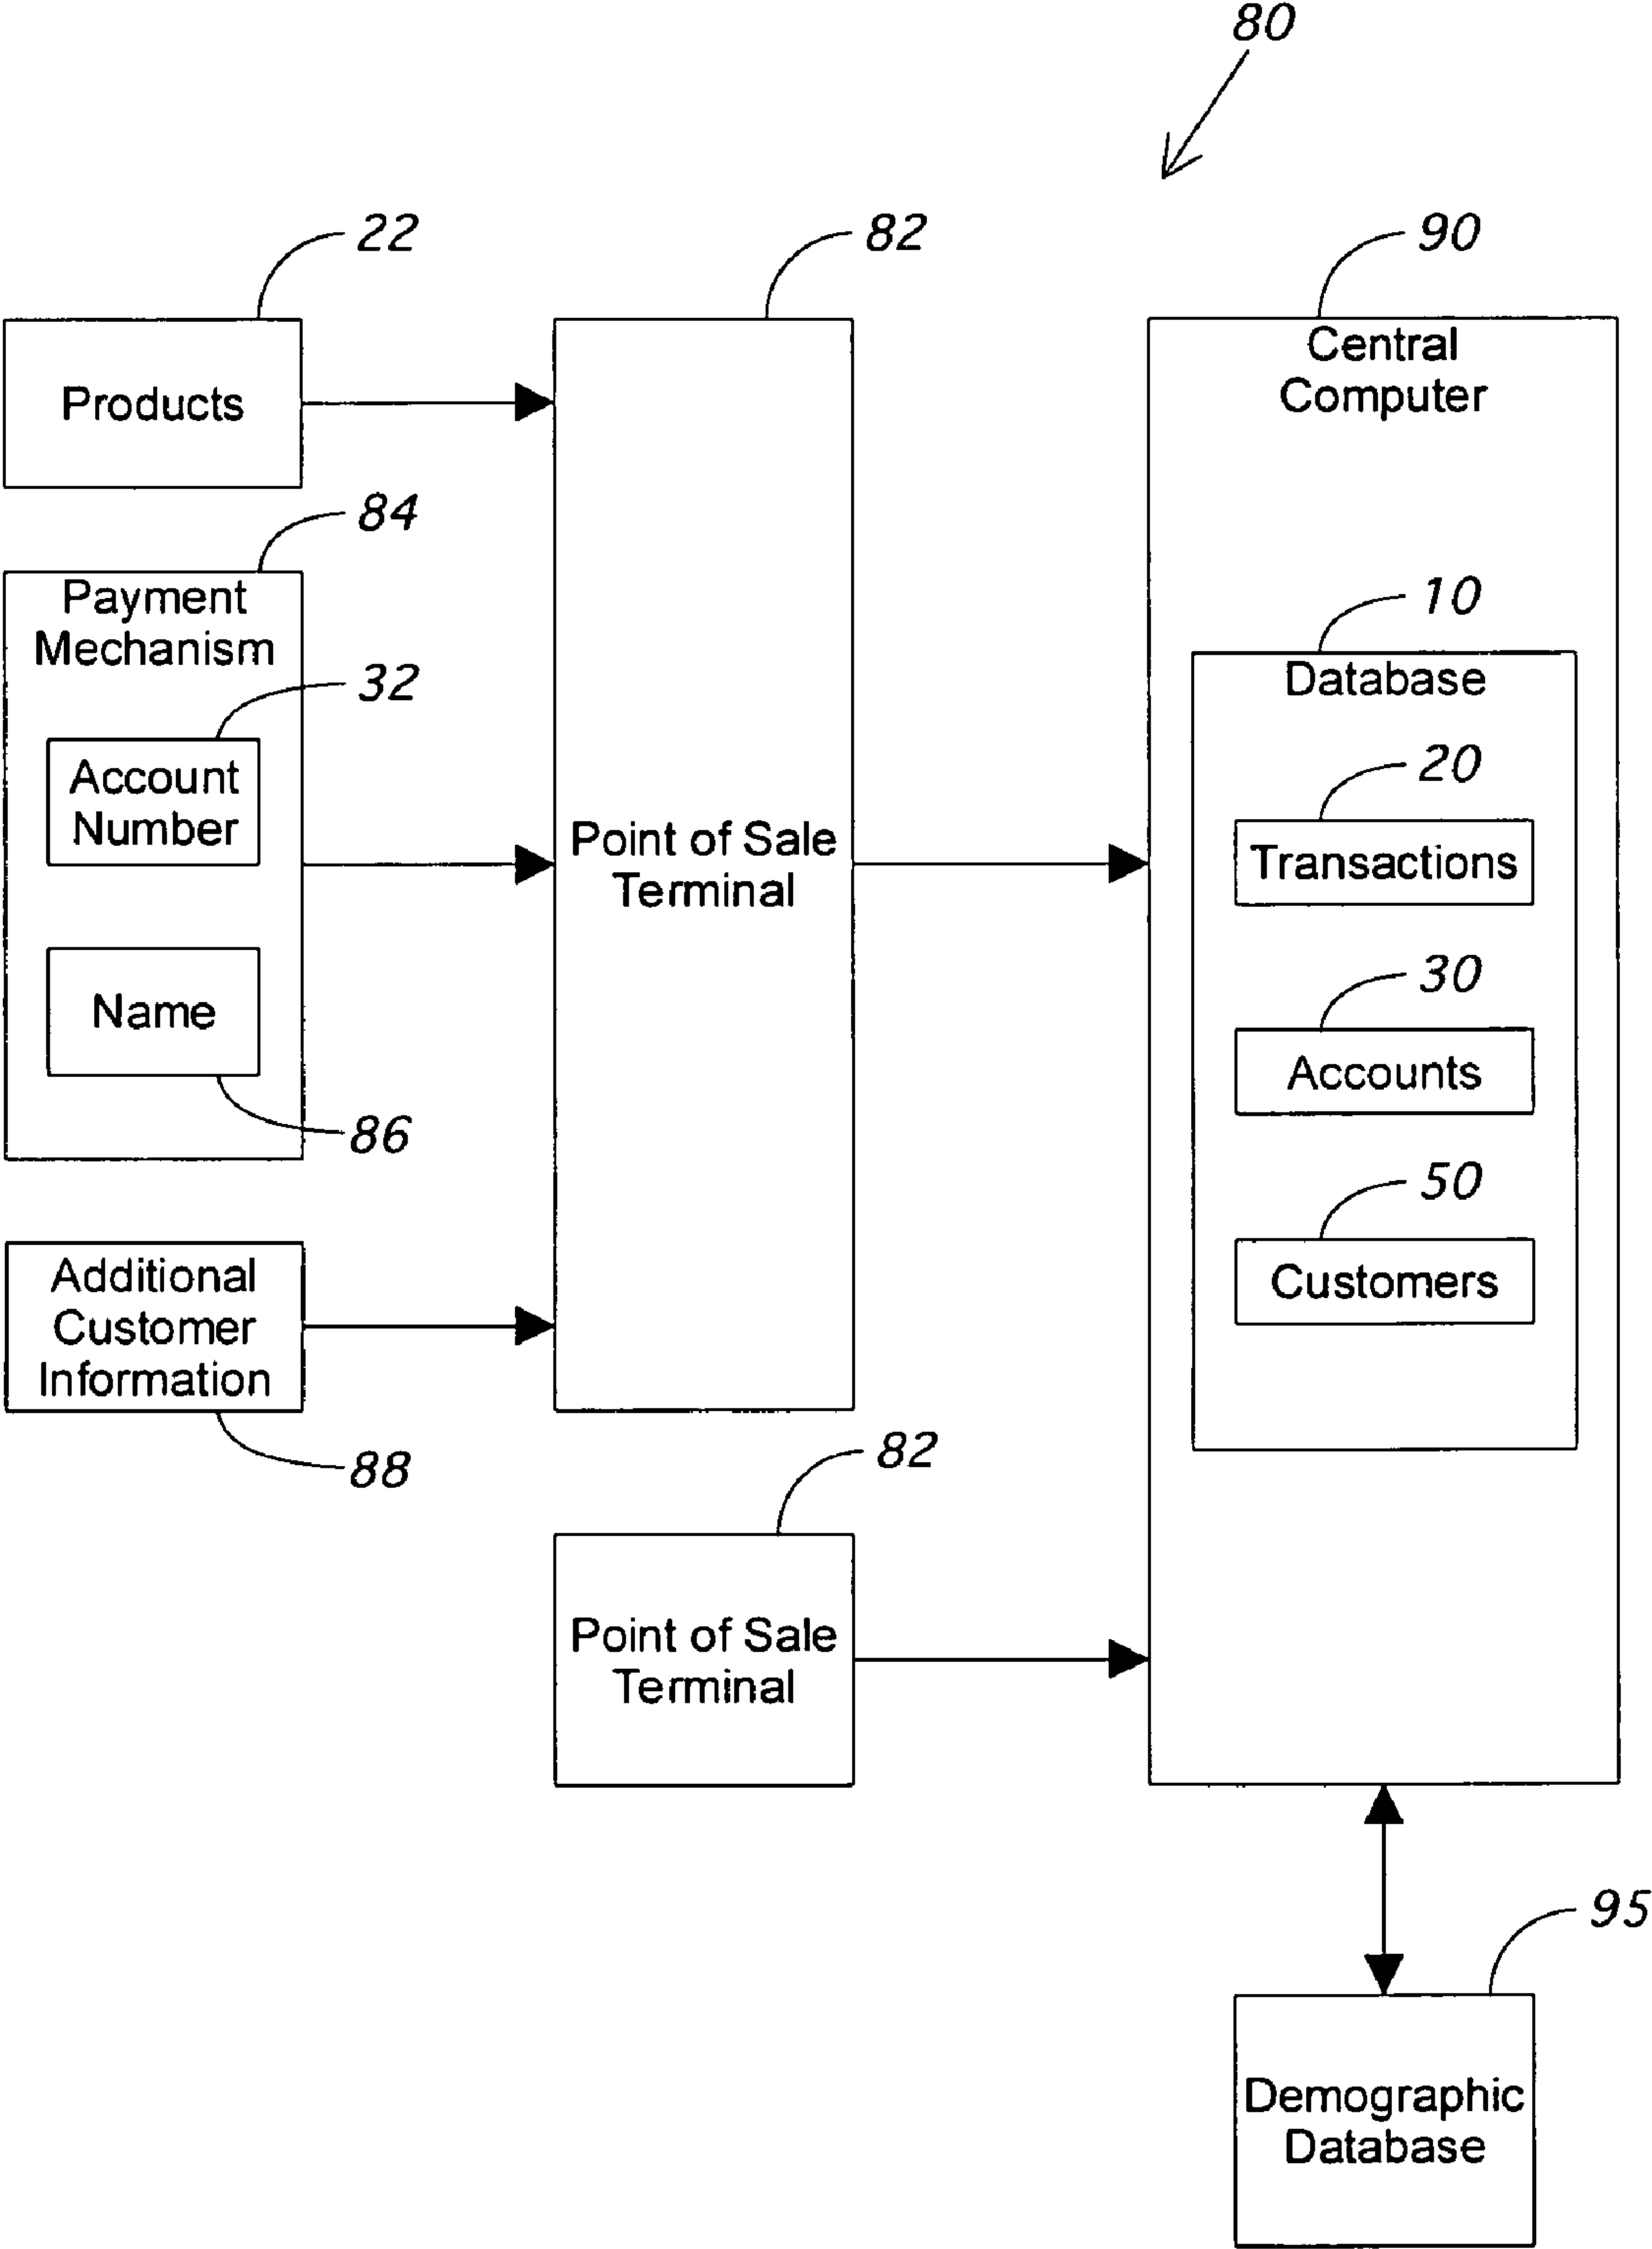 80
22
82
90
Products
Central
Computer
84
Payment
Mechanism
32
Account
Number
Name
86
Point of Sale
Terminal
10
Database
20
Transactions
30
Accounts
50
Customers
Additional
Customer
Information
88
82
Point of Sale
Terminal
95
Demographic
Database